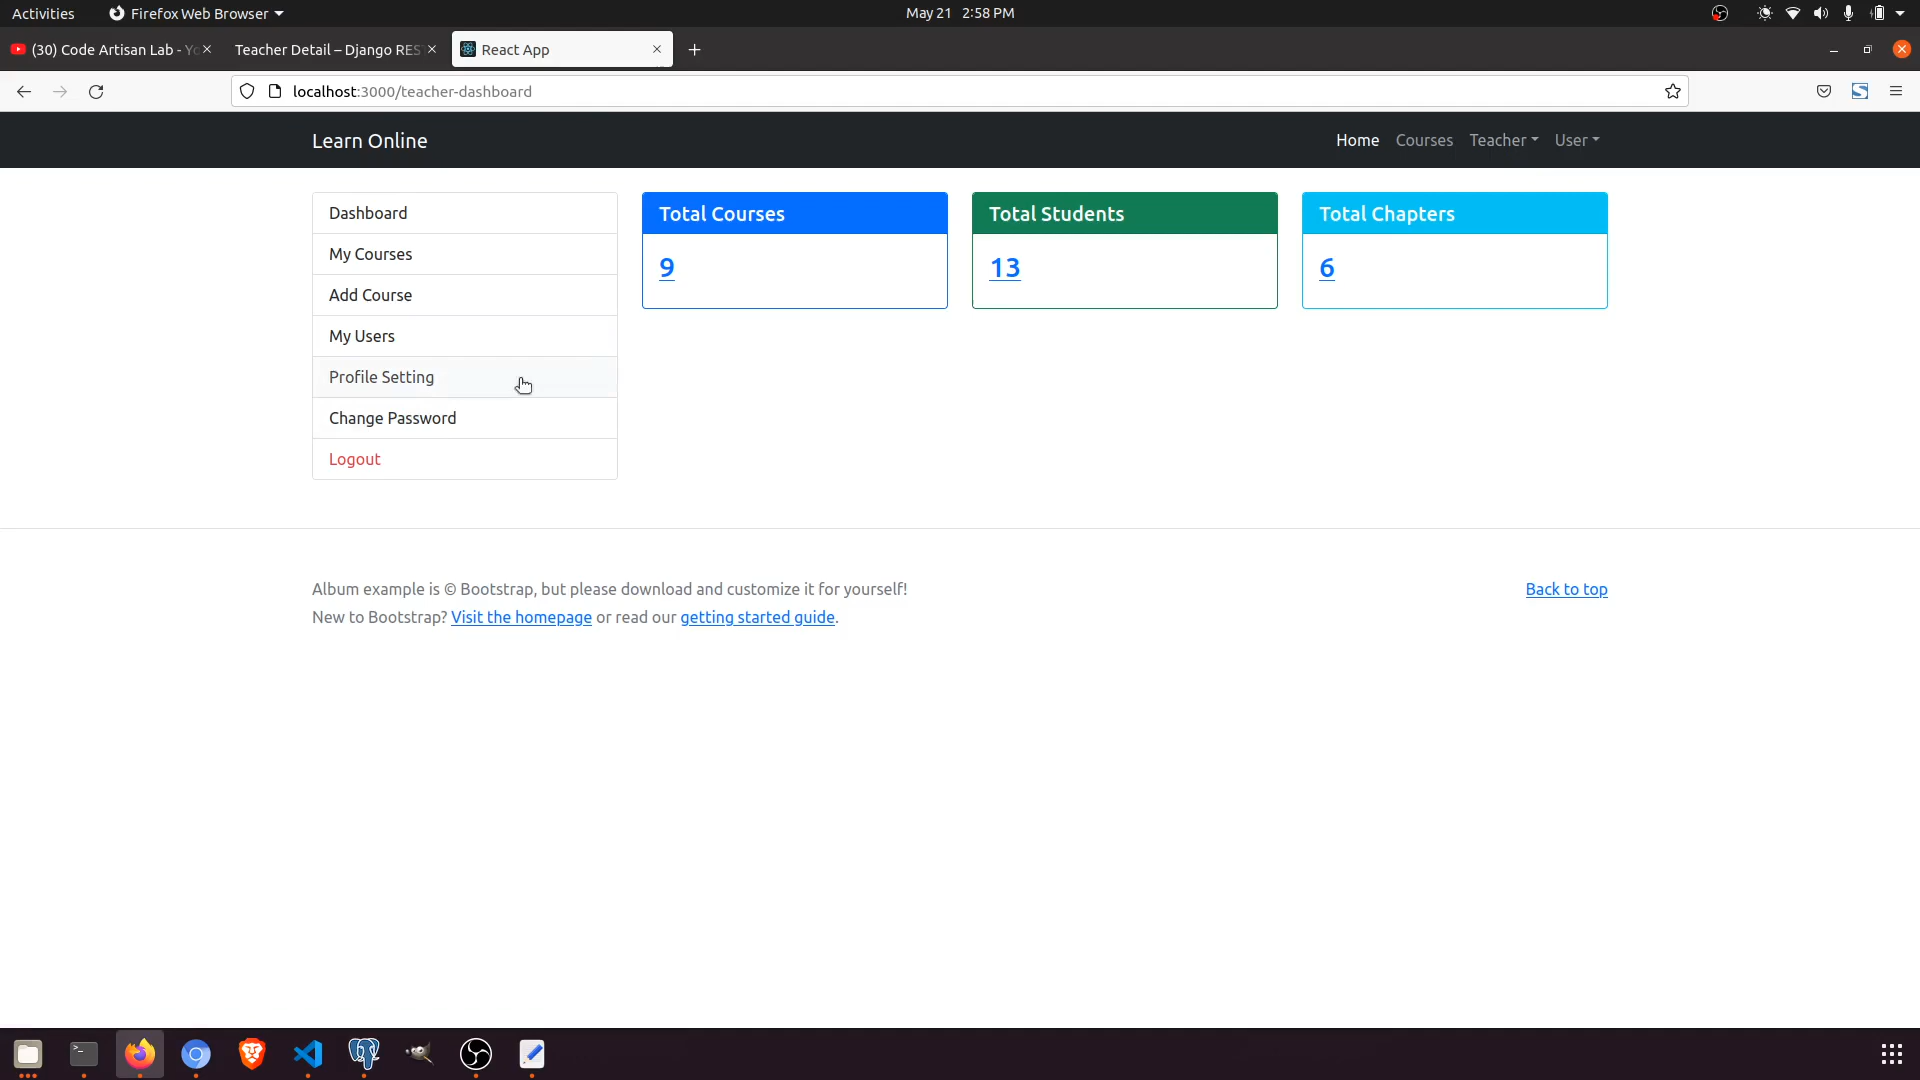 Activities
Firefox Web Browser
May 21 2:58 PM
(30) Code Artisan Lab - Yo
Teacher Detail – Django RES
React App
localhost:3000/teacher-dashboard
Learn Online
Home
Courses
Teacher
User
Dashboard
My Courses
Add Course
My Users
Profile Setting
Change Password
Logout
Total Courses
9
Total Students
13
Total Chapters
6
Album example is © Bootstrap, but please download and customize it for yourself!
Back to top
New to Bootstrap? Visit the homepage or read our getting started guide.